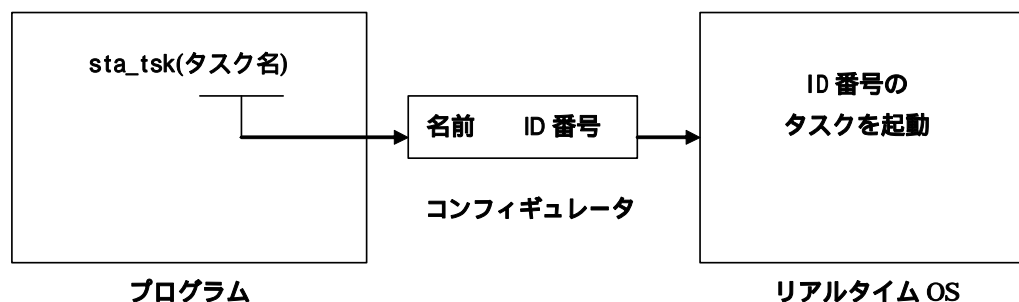 sta_tsk(タスク名)
名前 ID 番号
ID 番号の
タスクを起動
コンフィギュレータ
プログラム
リアルタイム OS